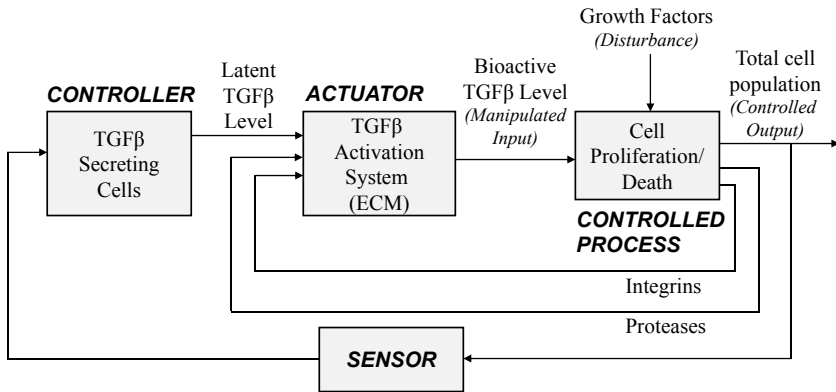 Growth Factors
(Disturbance)
Total cell
population
(Controlled
Output)
Latent
TGFβ
Level
Bioactive
TGFβ Level
(Manipulated
Input)
CONTROLLER
ACTUATOR
TGFβ
Secreting
Cells
TGFβ
Activation
System
(ECM)
Cell
Proliferation/
Death
CONTROLLED
PROCESS
Integrins
Proteases
SENSOR